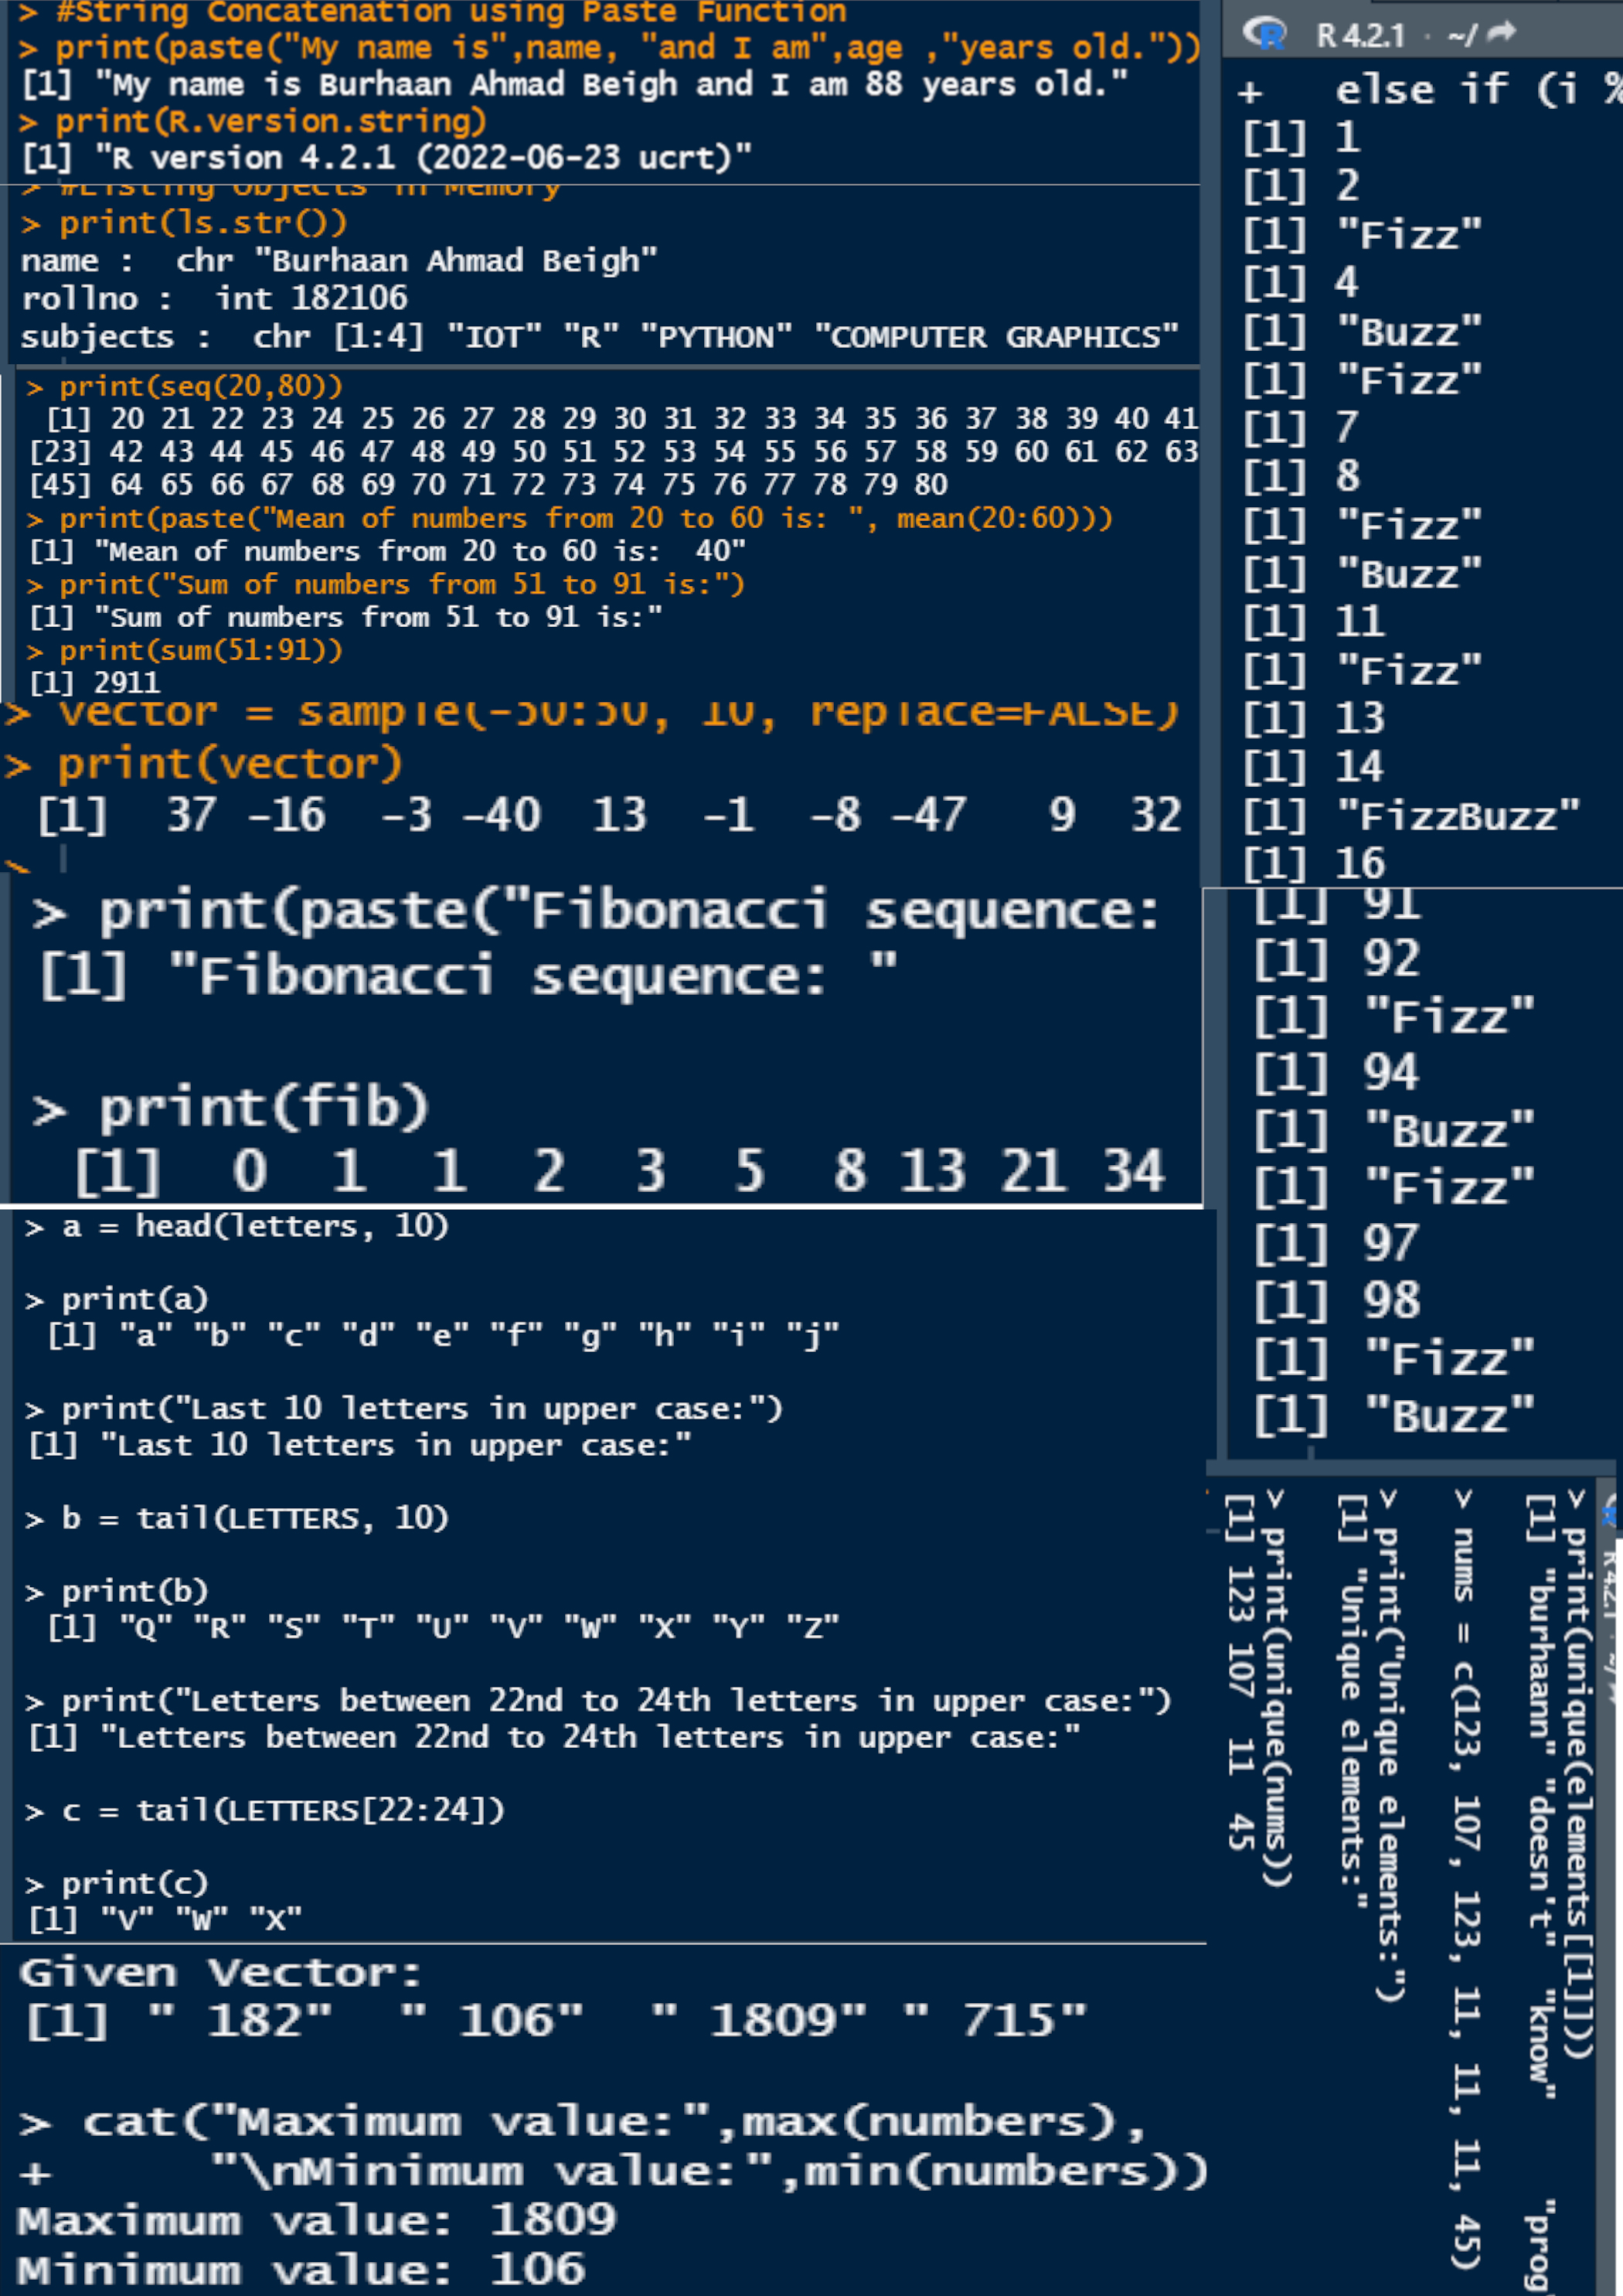 > #String Concatenation using Paste Function
> print(paste("My name is",name, "and I am",age ,"years old."))
[1] "My name is Burhaan Ahmad Beigh and I am 88 years old."
> print(R.version.string)
[1] "R version 4.2.1 (2022-06-23 ucrt)"
> #Listing Objects in Memory
> print(ls.str())
name :  chr "Burhaan Ahmad Beigh"
rollno :  int 182106
subjects :  chr [1:4] "IOT" "R" "PYTHON" "COMPUTER GRAPHICS"
> print(seq(20,80))
[1] 20 21 22 23 24 25 26 27 28 29 30 31 32 33 34 35 36 37 38 39 40 41
[23] 42 43 44 45 46 47 48 49 50 51 52 53 54 55 56 57 58 59 60 61 62 63
[45] 64 65 66 67 68 69 70 71 72 73 74 75 76 77 78 79 80
> print(paste("Mean of numbers from 20 to 60 is: ", mean(20:60)))
[1] "Mean of numbers from 20 to 60 is:  40"
> print("Sum of numbers from 51 to 91 is:")
[1] "Sum of numbers from 51 to 91 is:"
> print(sum(51:91))
[1] 2911
> vector = sample(-50:50, 10, replace=FALSE)
> print(vector)
[1]  37 -16  -3 -40  13  -1  -8 -47   9  32
> print(paste("Fibonacci sequence:
[1] "Fibonacci sequence: "
> print(fib)
[1]  0  1  1  2  3  5  8 13 21 34
> a = head(letters, 10)
> print(a)
[1] "a" "b" "c" "d" "e" "f" "g" "h" "i" "j"
> print("Last 10 letters in upper case:")
[1] "Last 10 letters in upper case:"
> b = tail(LETTERS, 10)
> print(b)
[1] "Q" "R" "S" "T" "U" "V" "W" "X" "Y" "Z"
> print("Letters between 22nd to 24th letters in upper case:")
[1] "Letters between 22nd to 24th letters in upper case:"
> c = tail(LETTERS[22:24])
> print(c)
[1] "V" "W" "X"
Given Vector:
[1] " 182"  " 106"  " 1809" " 715"
> cat("Maximum value:",max(numbers),
+     "\nMinimum value:",min(numbers))
Maximum value: 1809
Minimum value: 106
R 4.2.1 · ~/
+   else if (i %
[1] 1
[1] 2
[1] "Fizz"
[1] 4
[1] "Buzz"
[1] "Fizz"
[1] 7
[1] 8
[1] "Fizz"
[1] "Buzz"
[1] 11
[1] "Fizz"
[1] 13
[1] 14
[1] "FizzBuzz"
[1] 16
[1] 91
[1] 92
[1] "Fizz"
[1] 94
[1] "Buzz"
[1] "Fizz"
[1] 97
[1] 98
[1] "Fizz"
[1] "Buzz"
R 4.2.1 · ~/
> print(unique(elements[[1]]))
[1] "burhaann" "doesn't"  "know"     "prog
> nums = c(123, 107, 123, 11, 11, 11, 45)
> print("Unique elements:")
[1] "Unique elements:"
> print(unique(nums))
[1] 123 107  11  45